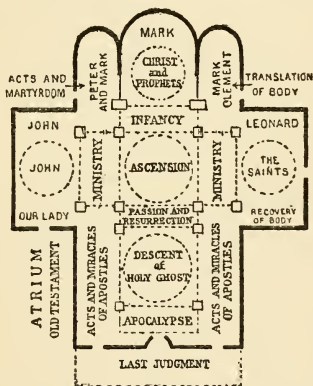 MARK
PETER
AND MARK
CHRIST
and
PROPHETS
MARK
CLEMENT
ACTS AND
MARTYRDOM
TRANSLATION
OF BODY
INFANCY
JOHN
JOHN
OUR LADY
MINISTRY
ASCENSION
MINISTRY
LEONARD
THE
SAINTS
RECOVERY
OF BODY
PASSION AND
RESURRECTION
ATRIUM
OLD TESTAMENT
ACTS AND MIRACLES
OF APOSTLES
DESCENT
of
HOLY GHOST
ACTS AND MIRACLES
OF APOSTLES
APOCALYPSE
LAST JUDGMENT